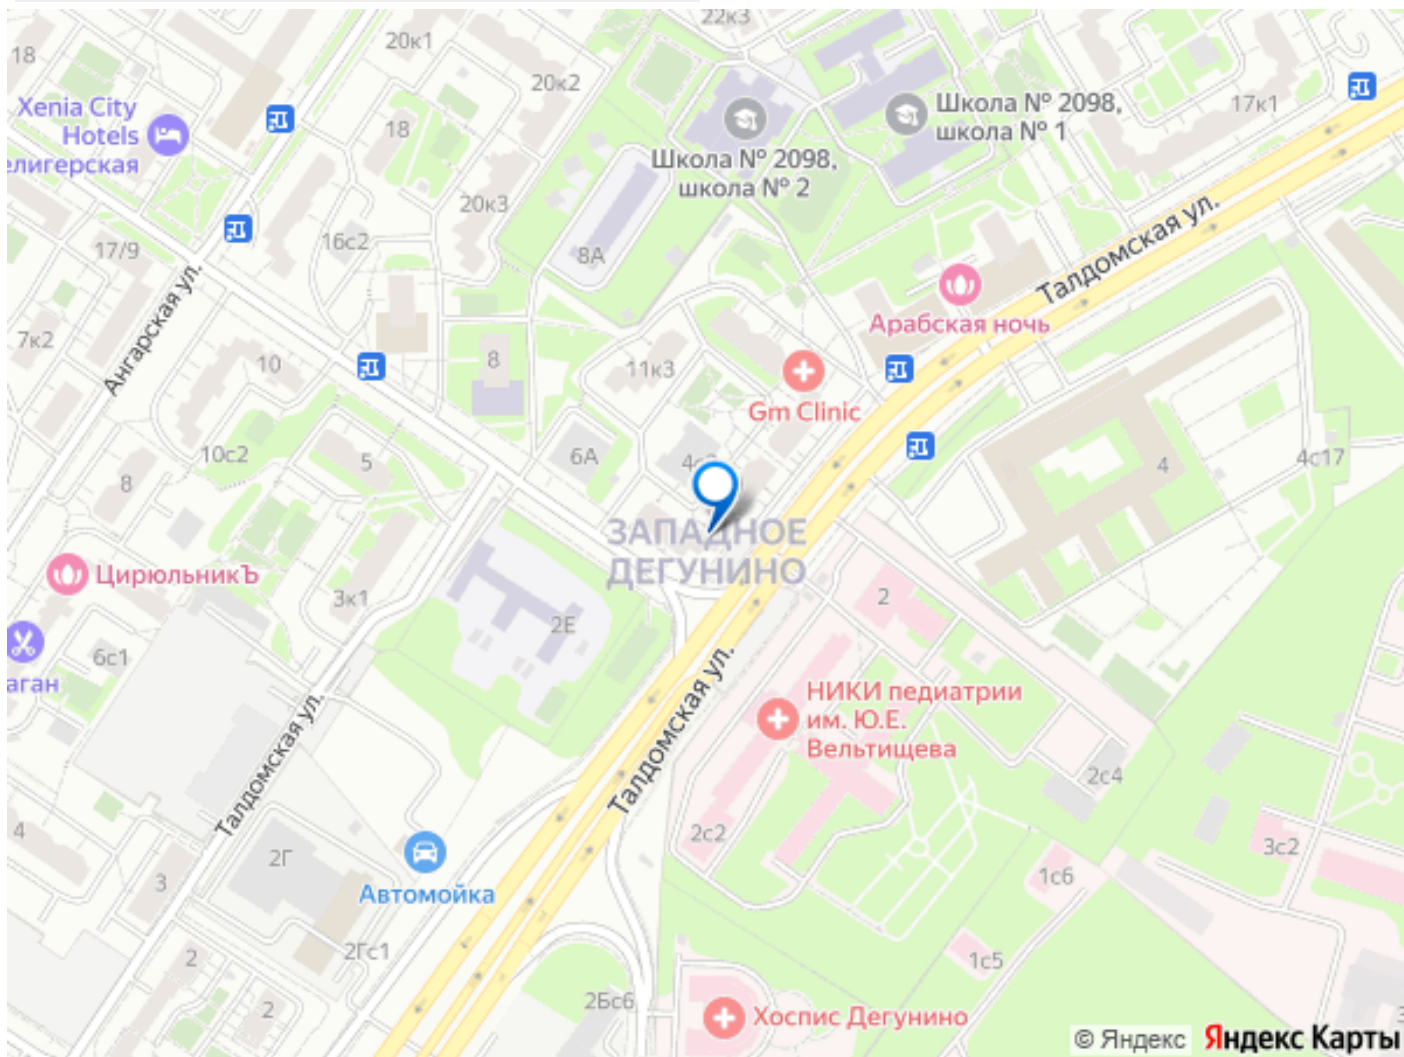 22к3
18
20к1
20к2
Xenia City
Hotels
елигерская
18
17к1
Школа № 2098,
школа № 1
Школа № 2098,
школа № 2
20к3
17/9
16с2
8А
Талдомская ул.
Ангарская ул.
Арабская ночь
7к2
10
8
11к3
Gm Clinic
10с2
5
6А
4
4с17
8
ЗАПАДНОЕ
ДЕГУНИНО
ЦирюльникЪ
3к1
2
2Е
6с1
аган
НИКИ педиатрии
им. Ю.Е.
Вельтищева
Талдомская ул.
Талдомская ул.
2с4
4
2Г
2с2
3с2
Автомойка
3
1с6
2Гс1
2
1с5
2
2Бс6
Хоспис Дегунино
© Яндекс Яндекс Карты